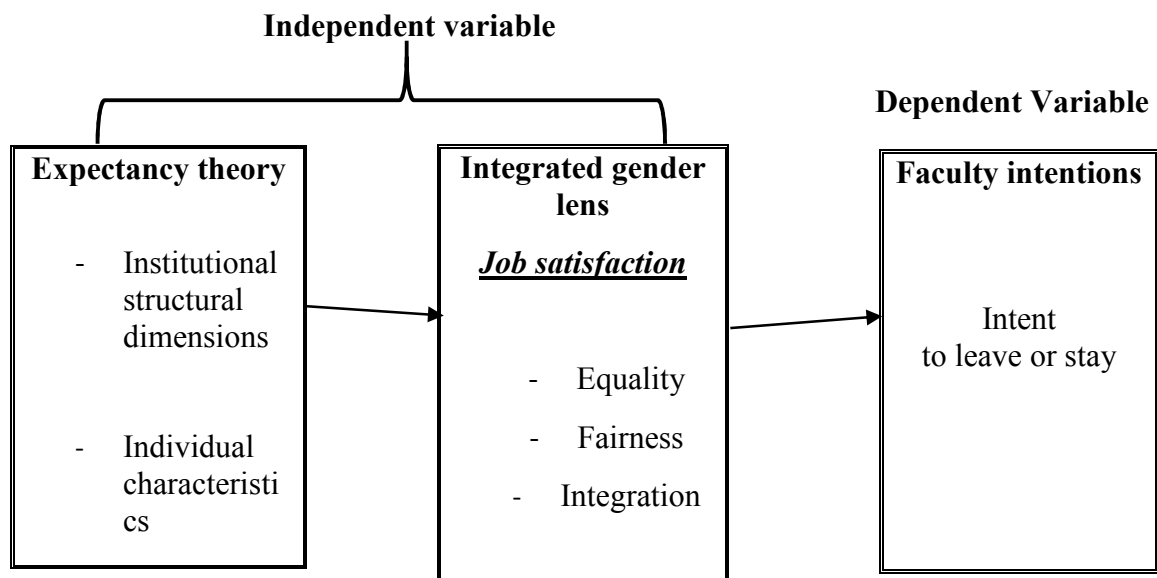 Independent variable
Dependent Variable
Expectancy theory
- Institutional
structural
dimensions
- Individual
characteristi
cs
Integrated gender
lens
Job satisfaction
- Equality
- Fairness
- Integration
Faculty intentions
Intent
to leave or stay